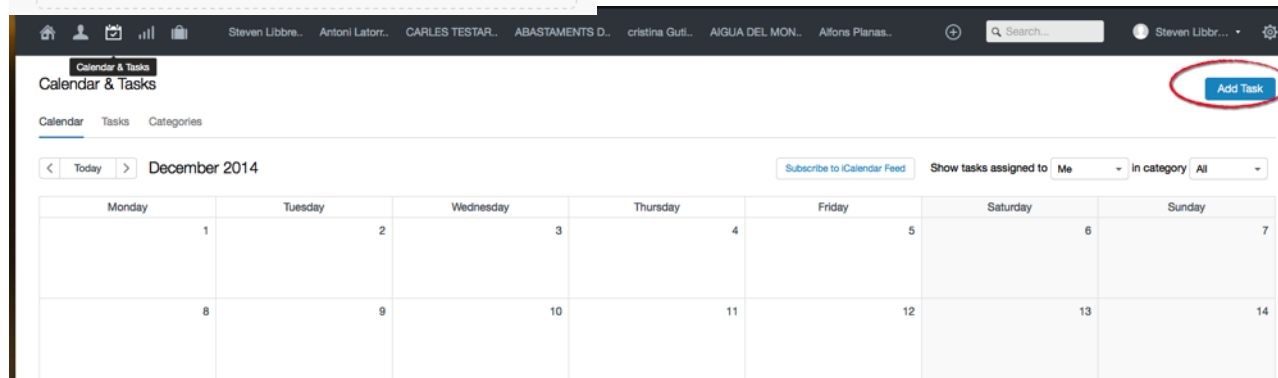 Steven Libbre.. Antoni Latorr.. CARLES TESTAR.. ABASTAMENTS D.. cristina Guti.. AIGUA DEL MON.. Alfons Planas.. Search... Steven Libbr...
Calendar & Tasks
Calendar & Tasks
Add Task
Calendar Tasks Categories
Today December 2014 Subscribe to iCalendar Feed Show tasks assigned to Me in category All
Monday Tuesday Wednesday Thursday Friday Saturday Sunday
1 2 3 4 5 6 7
8 9 10 11 12 13 14